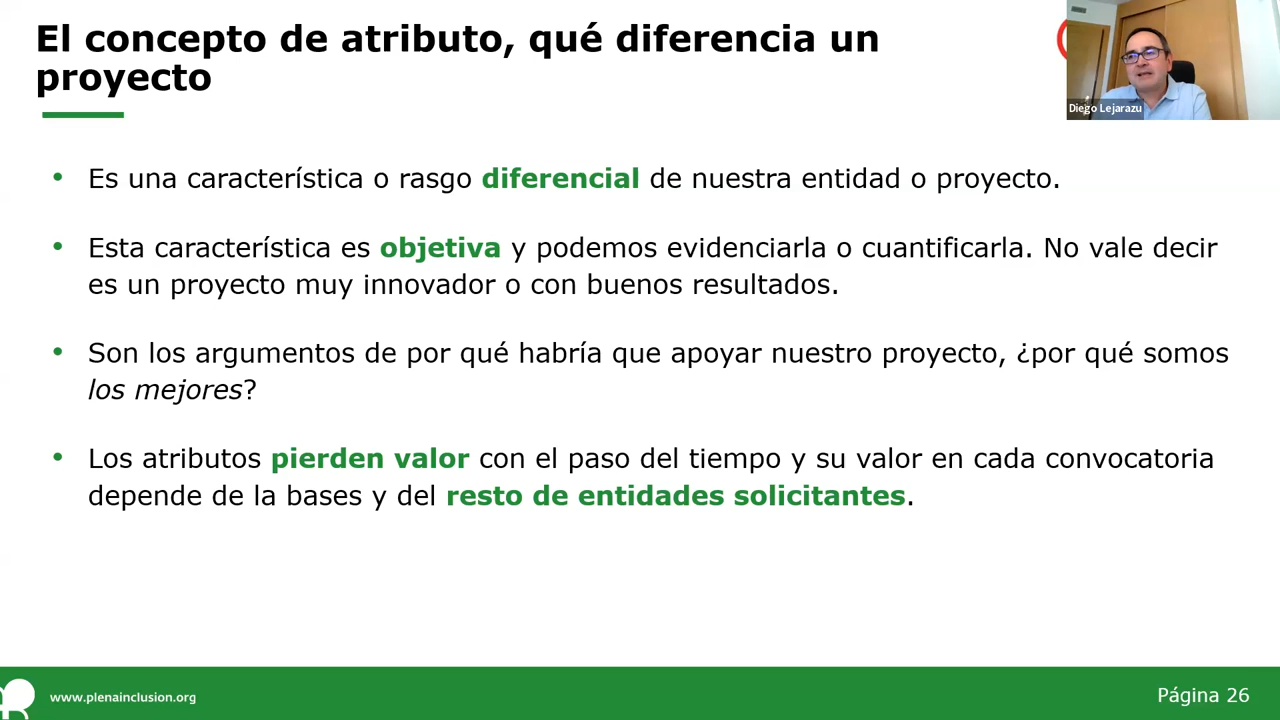 El concepto de atributo, qué diferencia un
proyecto
Diego Lejarazu
• Es una característica o rasgo diferencial de nuestra entidad o proyecto.
• Esta característica es objetiva y podemos evidenciarla o cuantificarla. No vale decir
es un proyecto muy innovador o con buenos resultados.
• Son los argumentos de por qué habría que apoyar nuestro proyecto, ¿por qué somos
los mejores?
• Los atributos pierden valor con el paso del tiempo y su valor en cada convocatoria
depende de la bases y del resto de entidades solicitantes.
www.plenainclusion.org
Página 26